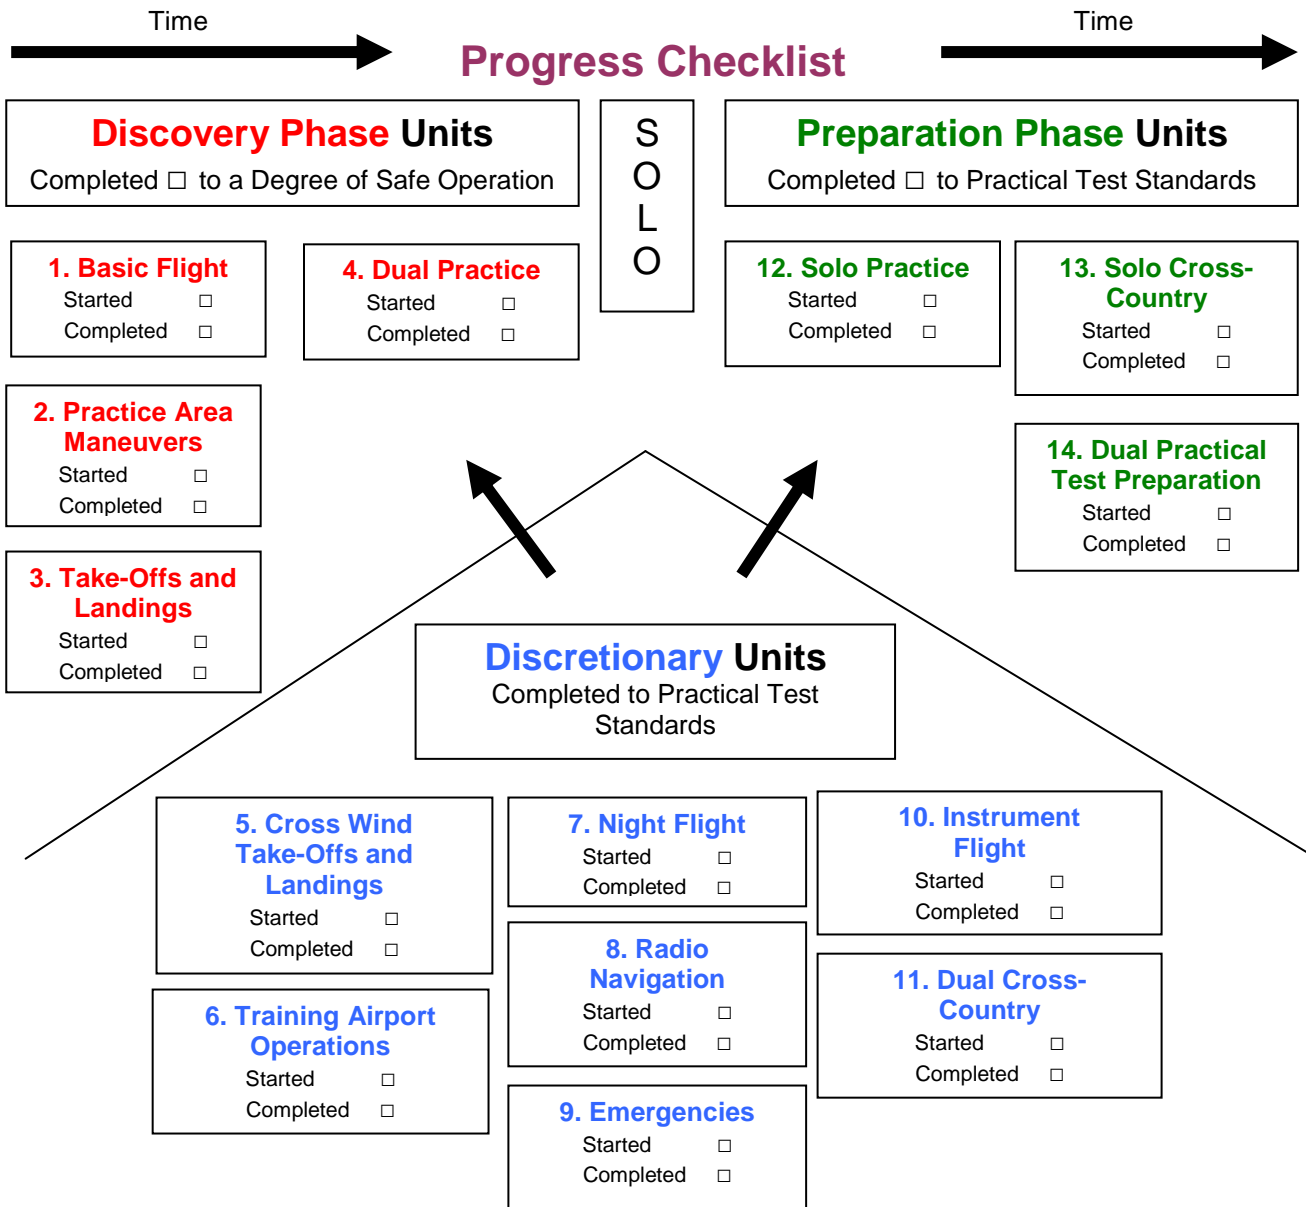 Time
Time
Progress Checklist
Discovery Phase Units
Completed □ to a Degree of Safe Operation
S
O
L
O
Preparation Phase Units
Completed □ to Practical Test Standards
1. Basic Flight
Started □
Completed □
4. Dual Practice
Started □
Completed □
12. Solo Practice
Started □
Completed □
13. Solo Cross-
Country
Started □
Completed □
2. Practice Area
Maneuvers
Started □
Completed □
14. Dual Practical
Test Preparation
Started □
Completed □
3. Take-Offs and
Landings
Started □
Completed □
Discretionary Units
Completed to Practical Test
Standards
5. Cross Wind
Take-Offs and
Landings
Started □
Completed □
6. Training Airport
Operations
Started □
Completed □
7. Night Flight
Started □
Completed □
8. Radio
Navigation
Started □
Completed □
9. Emergencies
Started □
Completed □
10. Instrument
Flight
Started □
Completed □
11. Dual Cross-
Country
Started □
Completed □